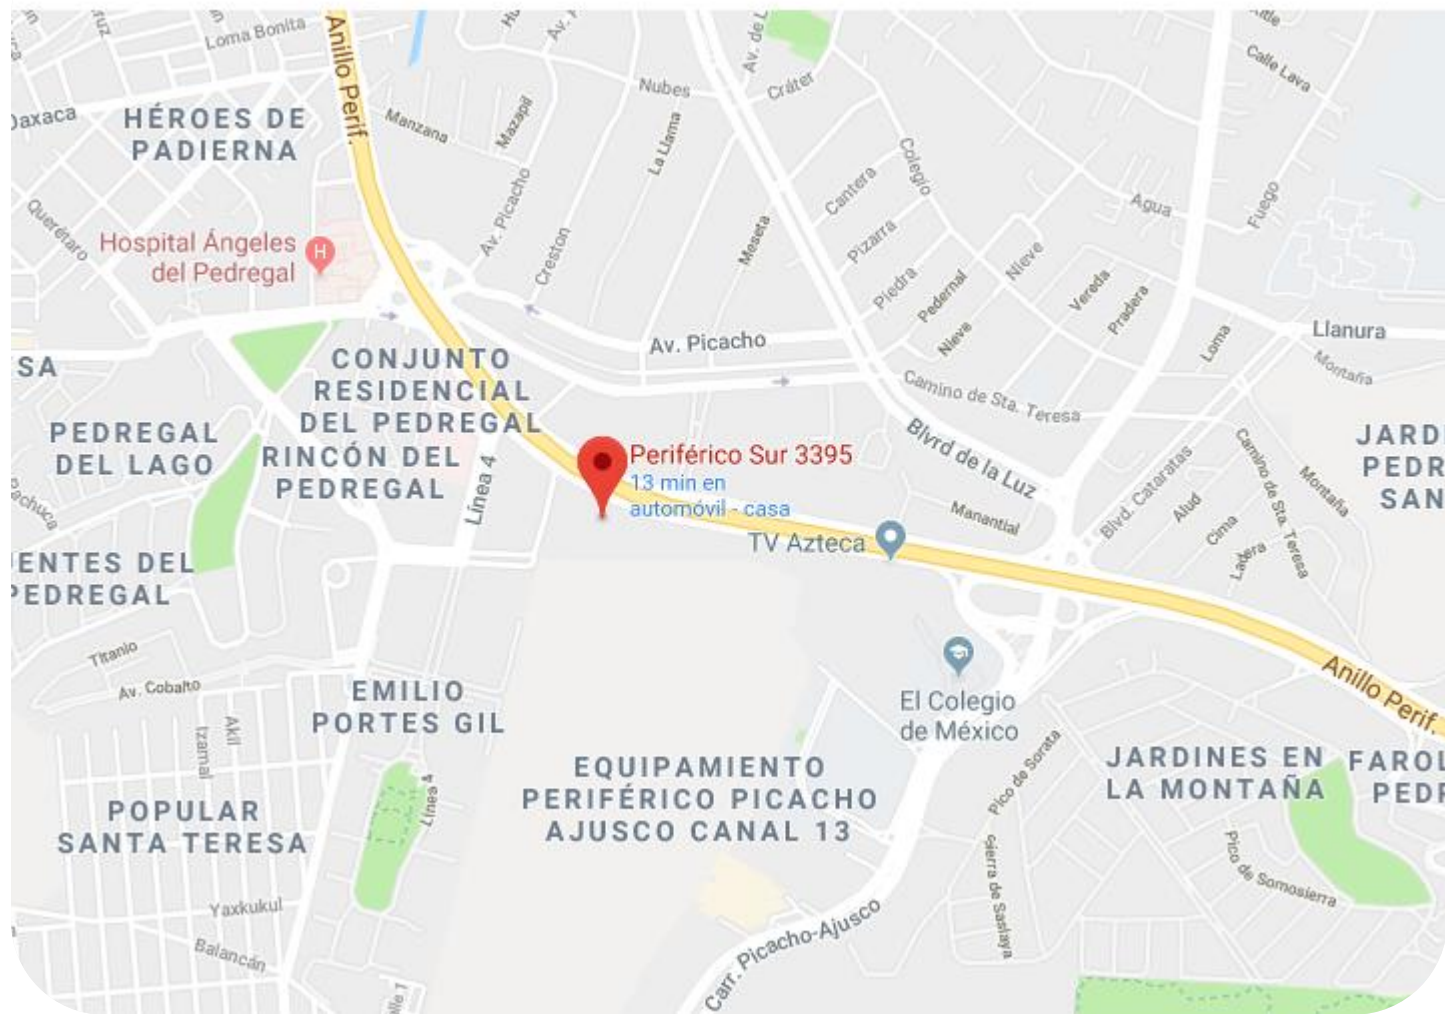 Loma Bonita
Anillo Perif.
Nubes
Cráter
Calle Lava
Oaxaca
HÉROES DE
PADIERNA
Manzana
Mazapil
La Llama
Colegio
Cantera
Agua
Fuego
Querétaro
Av. Picacho
Hospital Ángeles
del Pedregal
H
Creston
Meseta
Pizarra
Piedra
Pedernal
Nieve
Nieve
Vereda
Pradera
Loma
Llanura
Montaña
Av. Picacho
CONJUNTO
RESIDENCIAL
DEL PEDREGAL
SA
Camino de Sta. Teresa
PEDREGAL
DEL LAGO
RINCÓN DEL
PEDREGAL
Línea 4
Periférico Sur 3395
13 min en
automóvil - casa
Blvrd de la Luz
Manantial
Blvd. Cataratas
Alud
Cima
Ladera
Camino de Sta. Teresa
Montaña
JARD
PEDR
SAN
Pachuca
TV Azteca
ENTES DEL
PEDREGAL
Titanio
Av. Cobalto
Akil
Izamal
EMILIO
PORTES GIL
El Colegio
de México
Anillo Perif.
Pico de Sorata
JARDINES EN
LA MONTAÑA
FAROL
PEDR
EQUIPAMIENTO
PERIFÉRICO PICACHO
AJUSCO CANAL 13
POPULAR
SANTA TERESA
Línea 4
Sierra de Saslaya
Pico de Somosierra
Yaxkukul
Balancán
Carr. Picacho-Ajusco